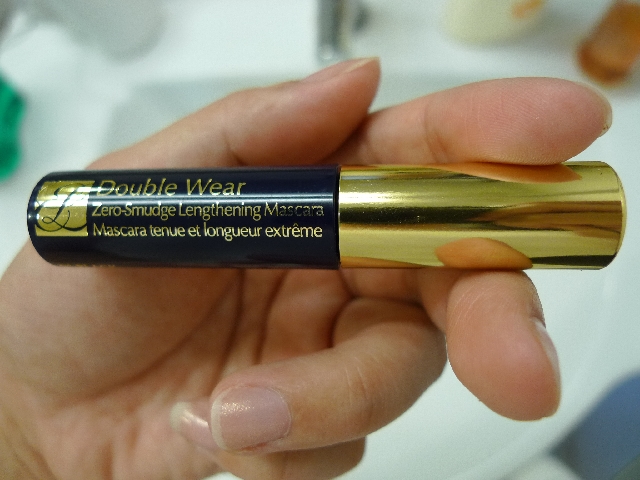 Double Wear
Zero-Smudge Lengthening Mascara
Mascara tenue et longueur extrême